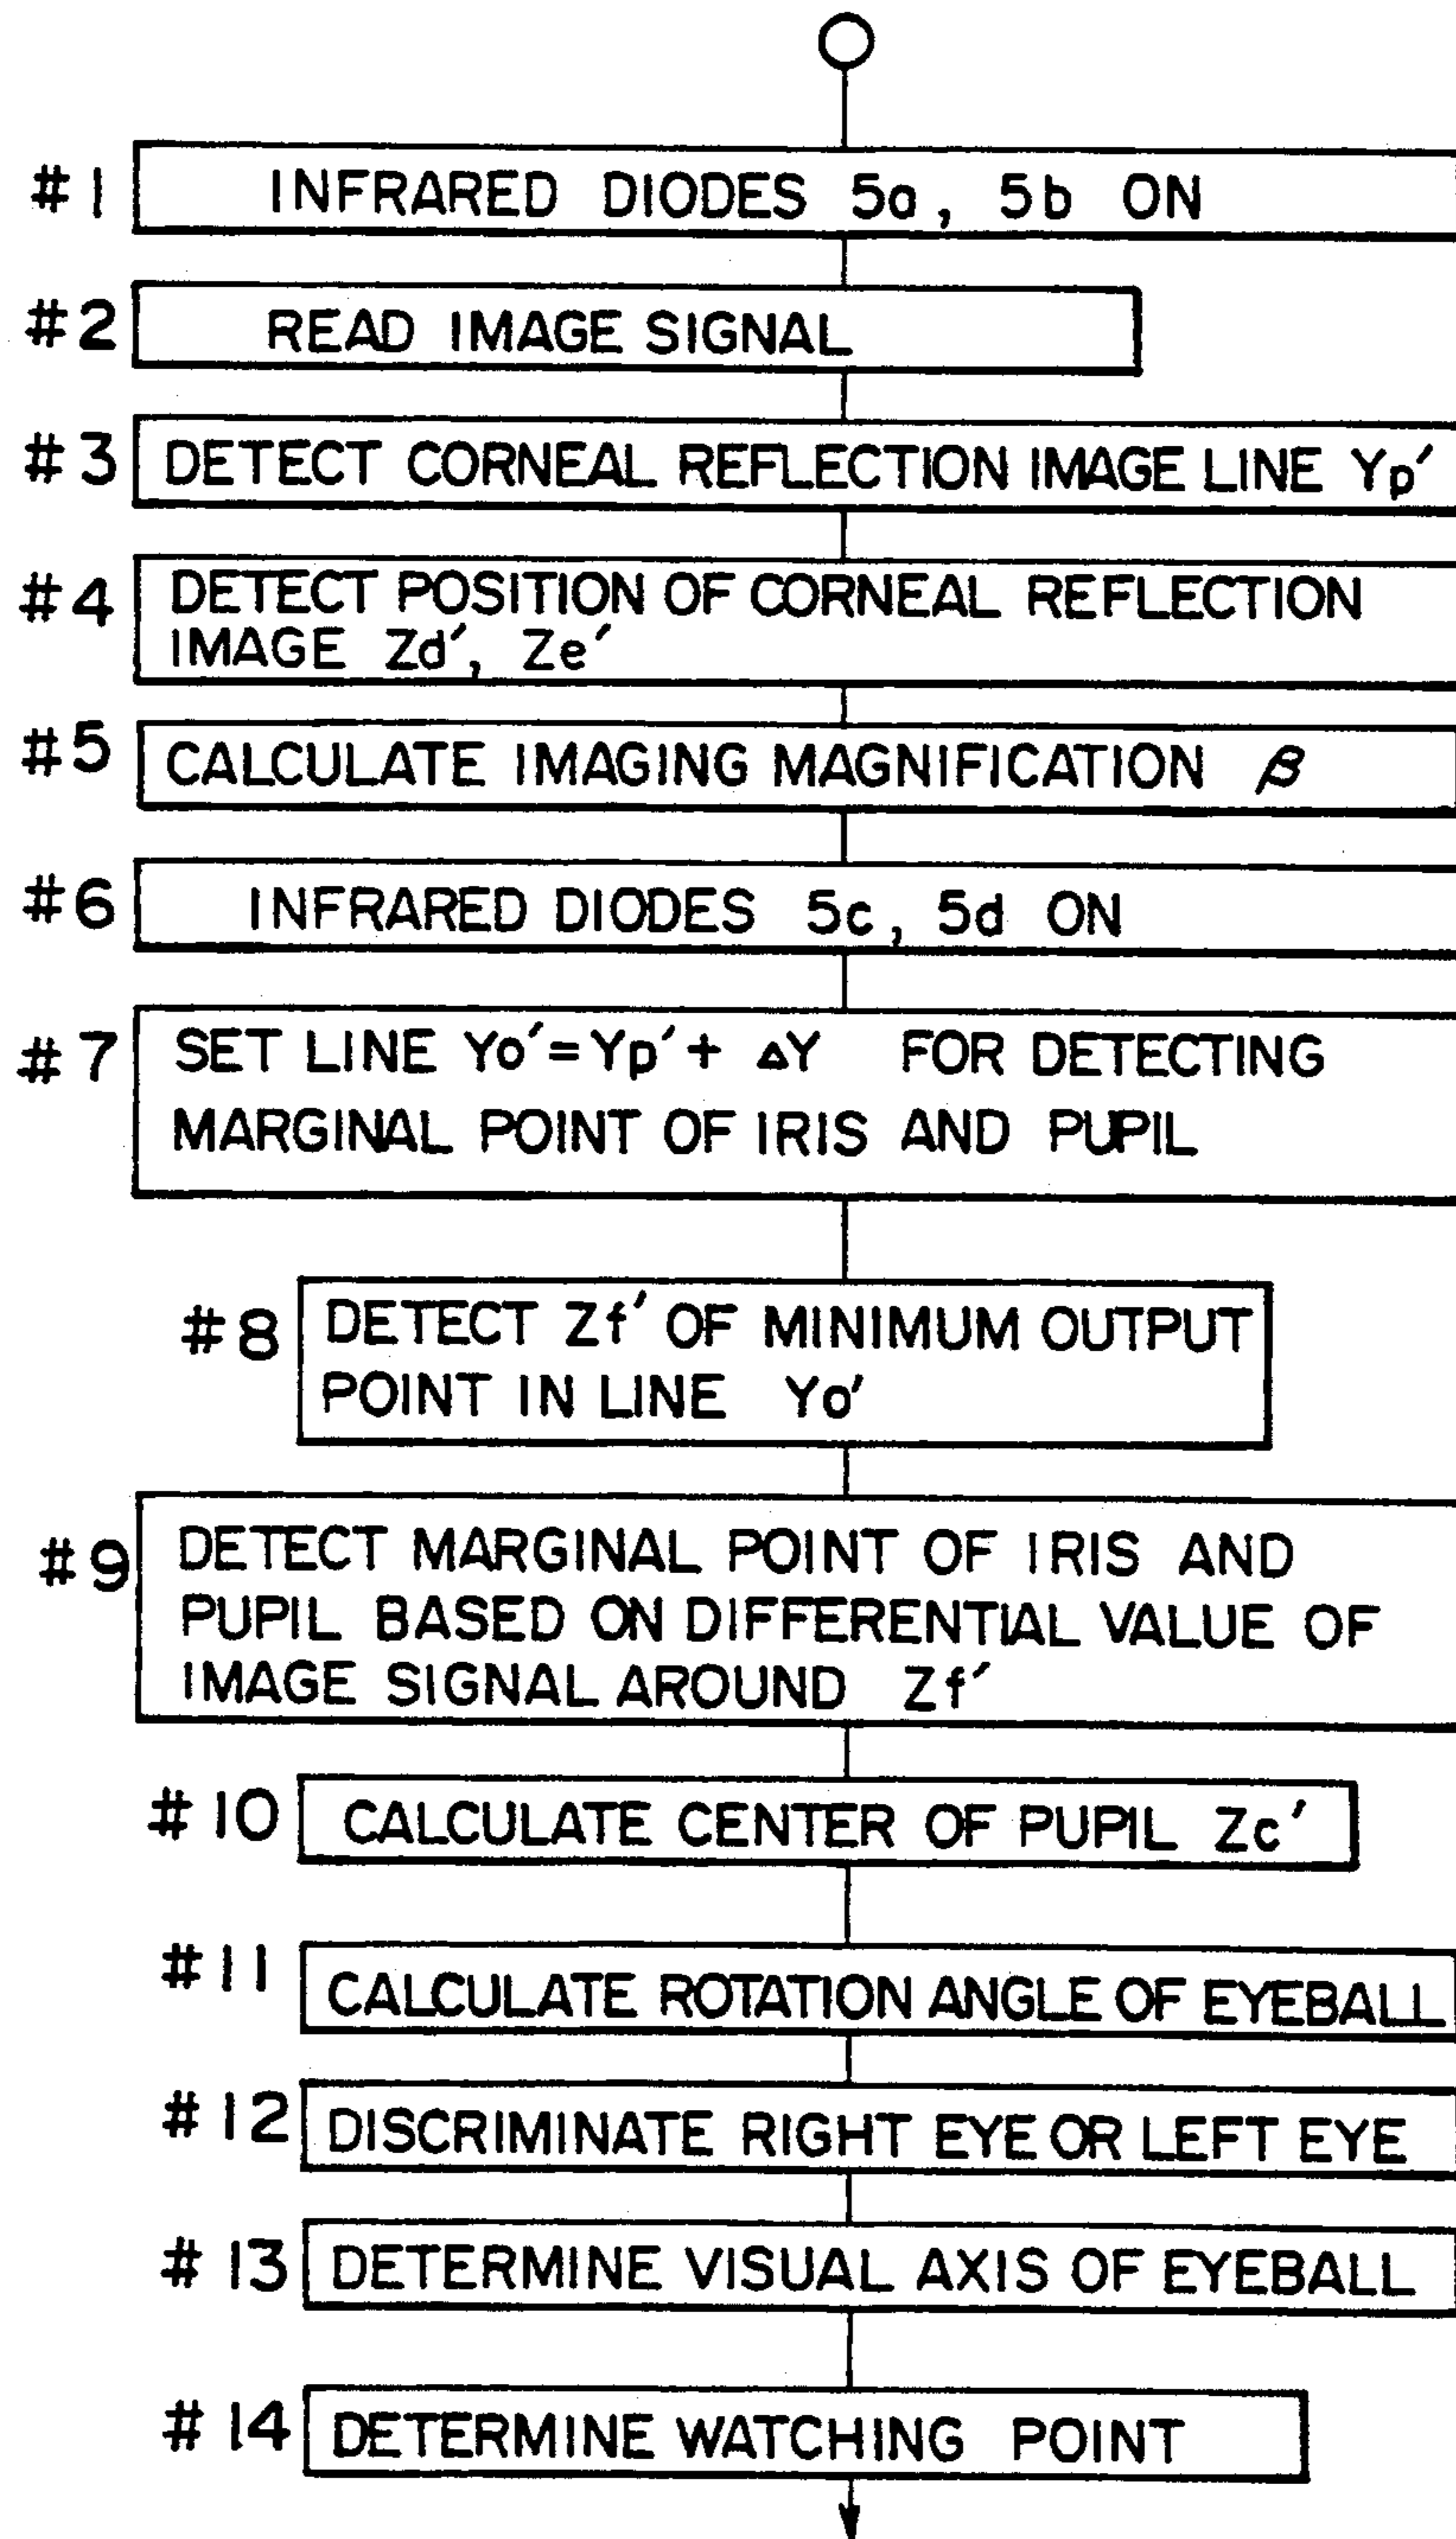 #1 INFRARED DIODES 5a, 5b ON
#2 READ IMAGE SIGNAL
#3 DETECT CORNEAL REFLECTION IMAGE LINE Yp′
#4 DETECT POSITION OF CORNEAL REFLECTION
IMAGE Zd′, Ze′
#5 CALCULATE IMAGING MAGNIFICATION β
#6 INFRARED DIODES 5c, 5d ON
#7 SET LINE Yo′=Yp′+ ΔY FOR DETECTING
MARGINAL POINT OF IRIS AND PUPIL
#8 DETECT Zf′ OF MINIMUM OUTPUT
POINT IN LINE Yo′
#9 DETECT MARGINAL POINT OF IRIS AND
PUPIL BASED ON DIFFERENTIAL VALUE OF
IMAGE SIGNAL AROUND Zf′
#10 CALCULATE CENTER OF PUPIL Zc′
#11 CALCULATE ROTATION ANGLE OF EYEBALL
#12 DISCRIMINATE RIGHT EYE OR LEFT EYE
#13 DETERMINE VISUAL AXIS OF EYEBALL
#14 DETERMINE WATCHING POINT